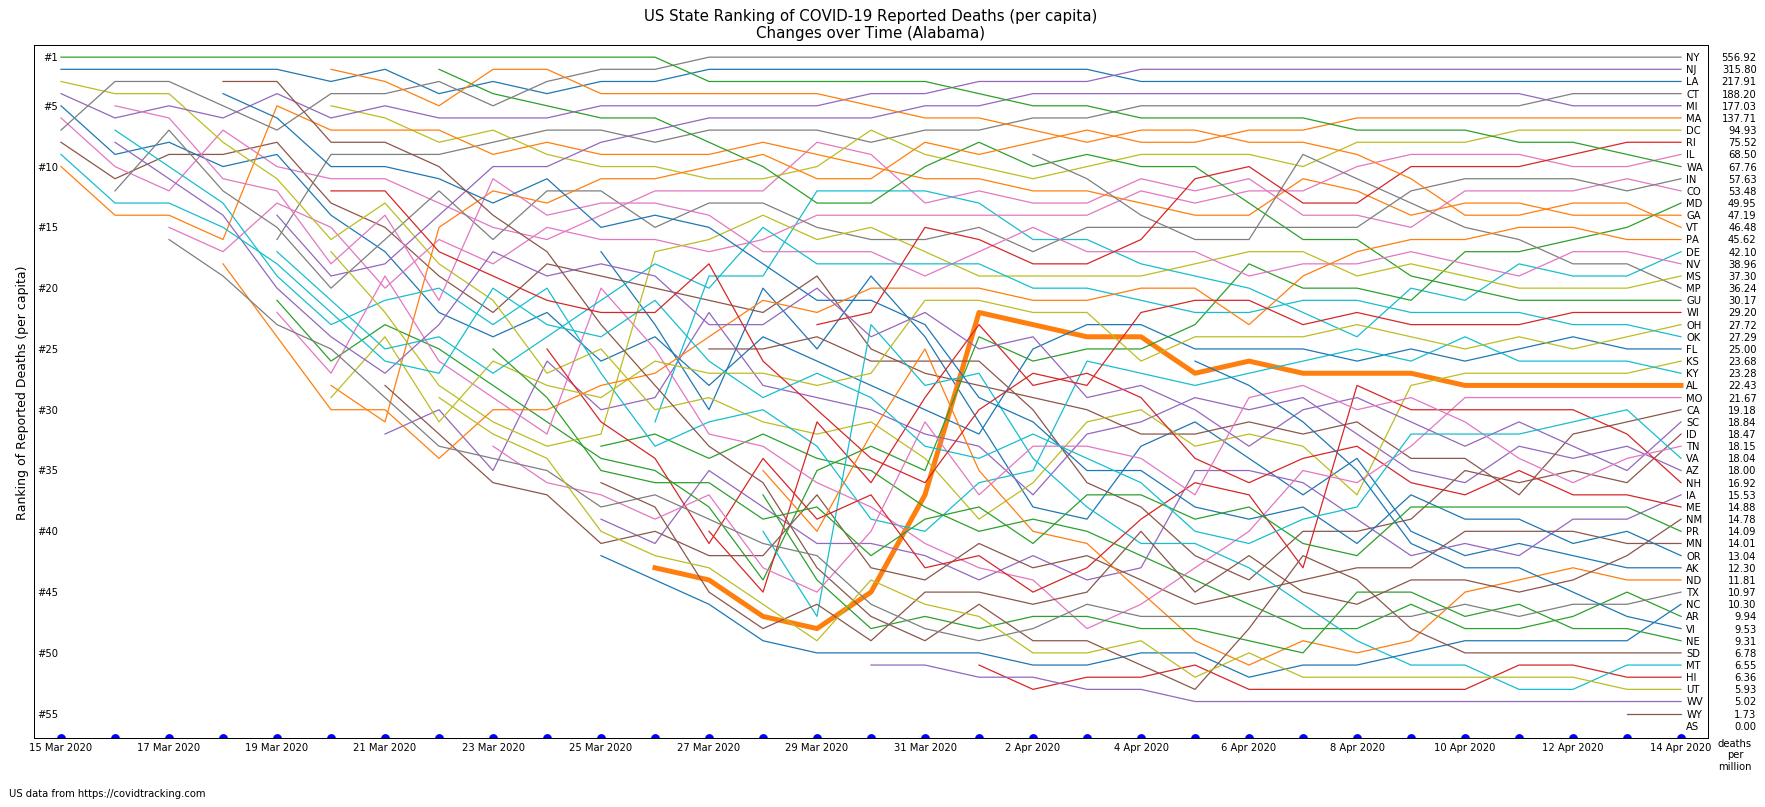 US State Ranking of COVID-19 Reported Deaths (per capita)
Changes over Time (Alabama)
Ranking of Reported Deaths (per capita)
#1
#5
#10
#15
#20
#25
#30
#35
#40
#45
#50
#55
NY 556.92
NJ 315.80
LA 217.91
CT 188.20
MI 177.03
MA 137.71
DC 94.93
RI 75.52
IL 68.50
WA 67.76
IN 57.63
CO 53.48
MD 49.95
GA 47.19
VT 46.48
PA 45.62
DE 42.10
NV 38.96
MS 37.30
MP 36.24
GU 30.17
WI 29.20
OH 27.72
OK 27.29
FL 25.00
KS 23.68
KY 23.28
AL 22.43
MO 21.67
CA 19.18
SC 18.84
ID 18.47
TN 18.15
VA 18.04
AZ 18.00
NH 16.92
IA 15.53
ME 14.88
NM 14.78
PR 14.09
MN 14.01
OR 13.04
AK 12.30
ND 11.81
TX 10.97
NC 10.30
AR 9.94
VI 9.53
NE 9.31
SD 6.78
MT 6.55
HI 6.36
UT 5.93
WV 5.02
WY 1.73
AS 0.00
15 Mar 2020 17 Mar 2020 19 Mar 2020 21 Mar 2020 23 Mar 2020 25 Mar 2020 27 Mar 2020 29 Mar 2020 31 Mar 2020 2 Apr 2020 4 Apr 2020 6 Apr 2020 8 Apr 2020 10 Apr 2020 12 Apr 2020 14 Apr 2020
deaths
per
million
US data from https://covidtracking.com